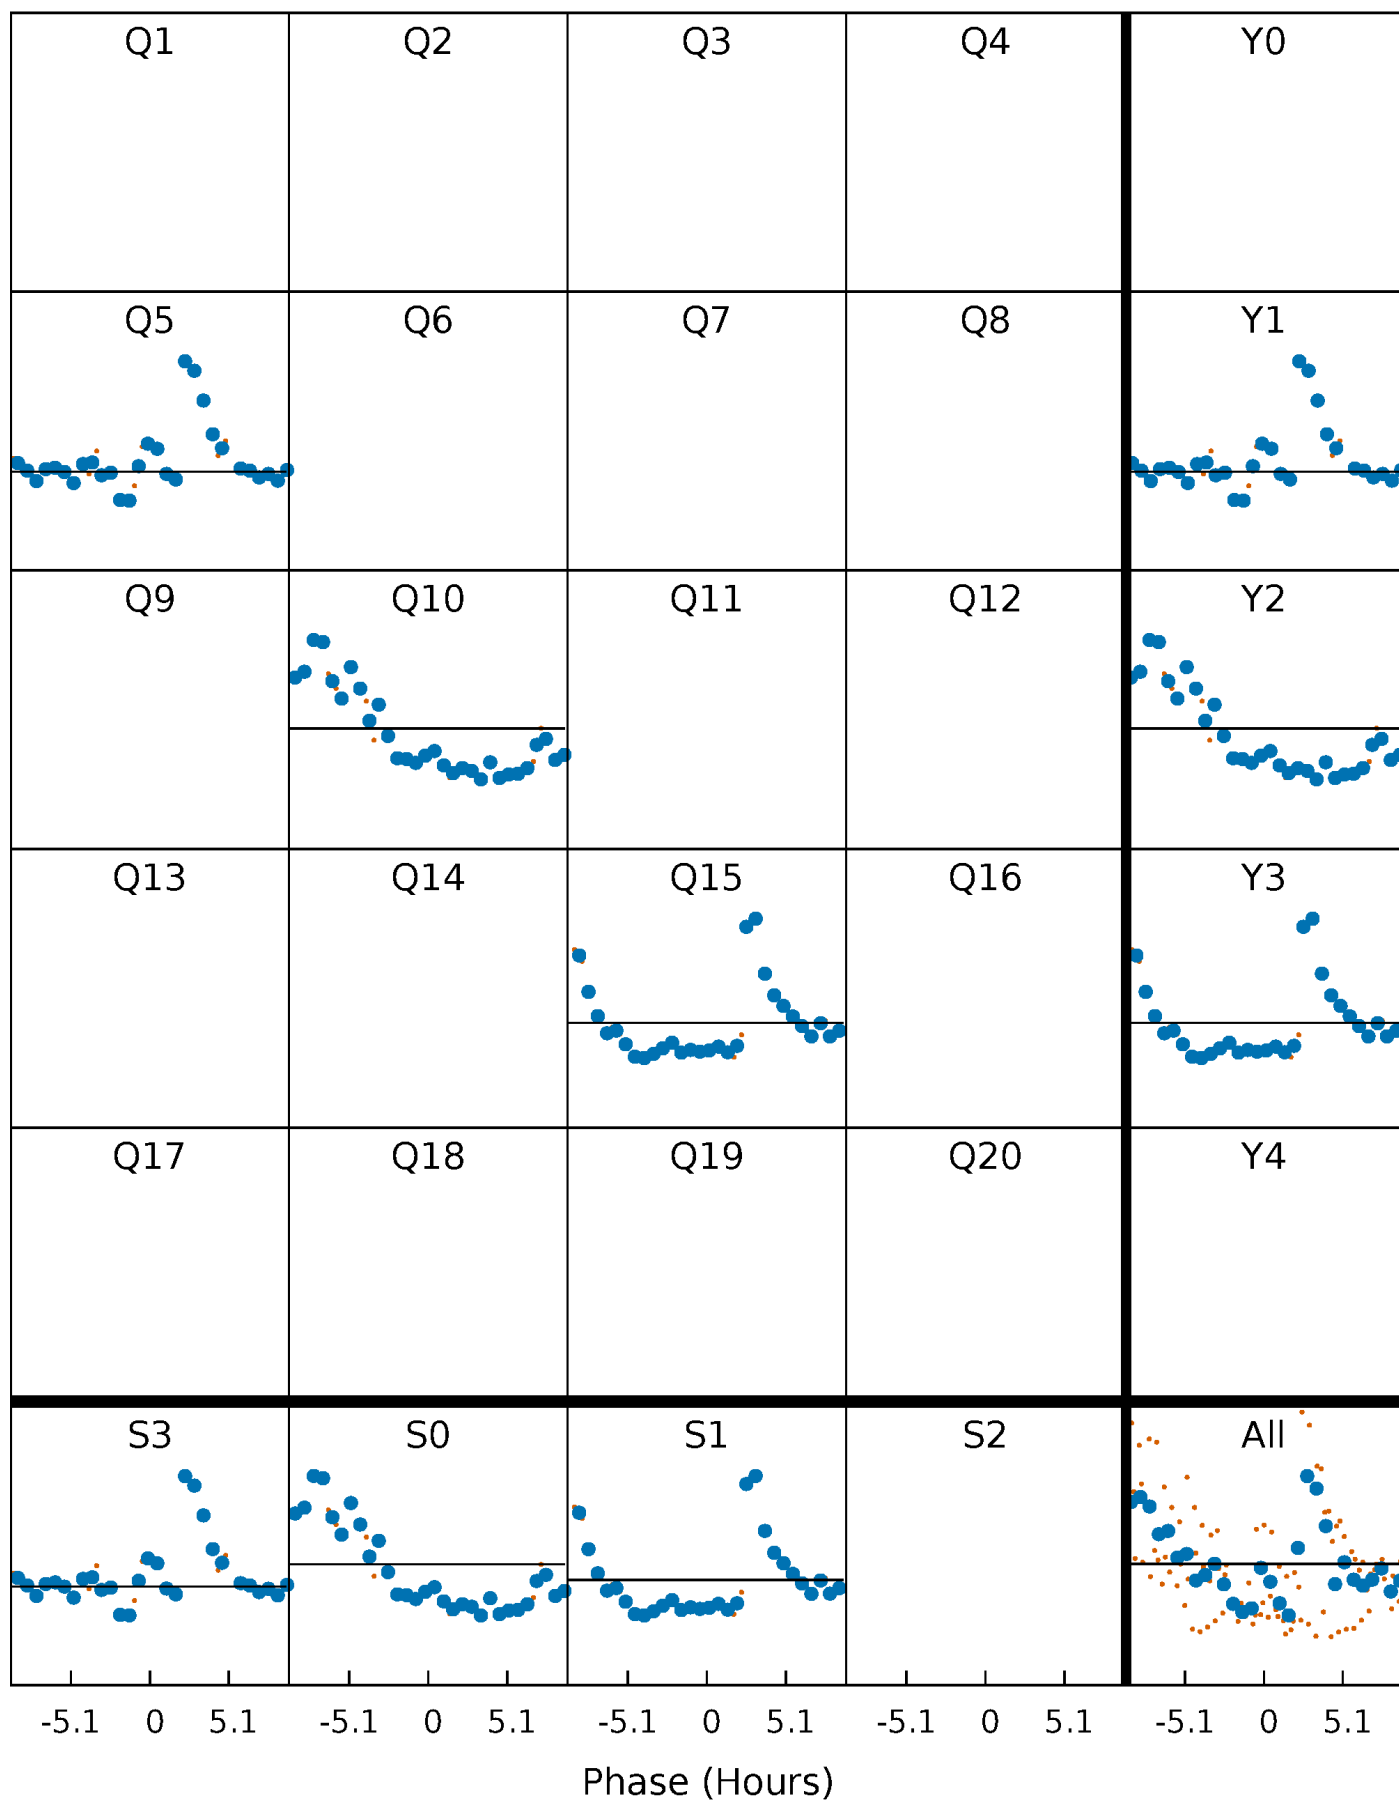 Q1 Q2 Q3 Q4 Y0
Q5 Q6 Q7 Q8 Y1
Q9 Q10 Q11 Q12 Y2
Q13 Q14 Q15 Q16 Y3
Q17 Q18 Q19 Q20 Y4
S3 S0 S1 S2 All
-5.1 0 5.1 -5.1 0 5.1 -5.1 0 5.1 -5.1 0 5.1 -5.1 0 5.1
Phase (Hours)